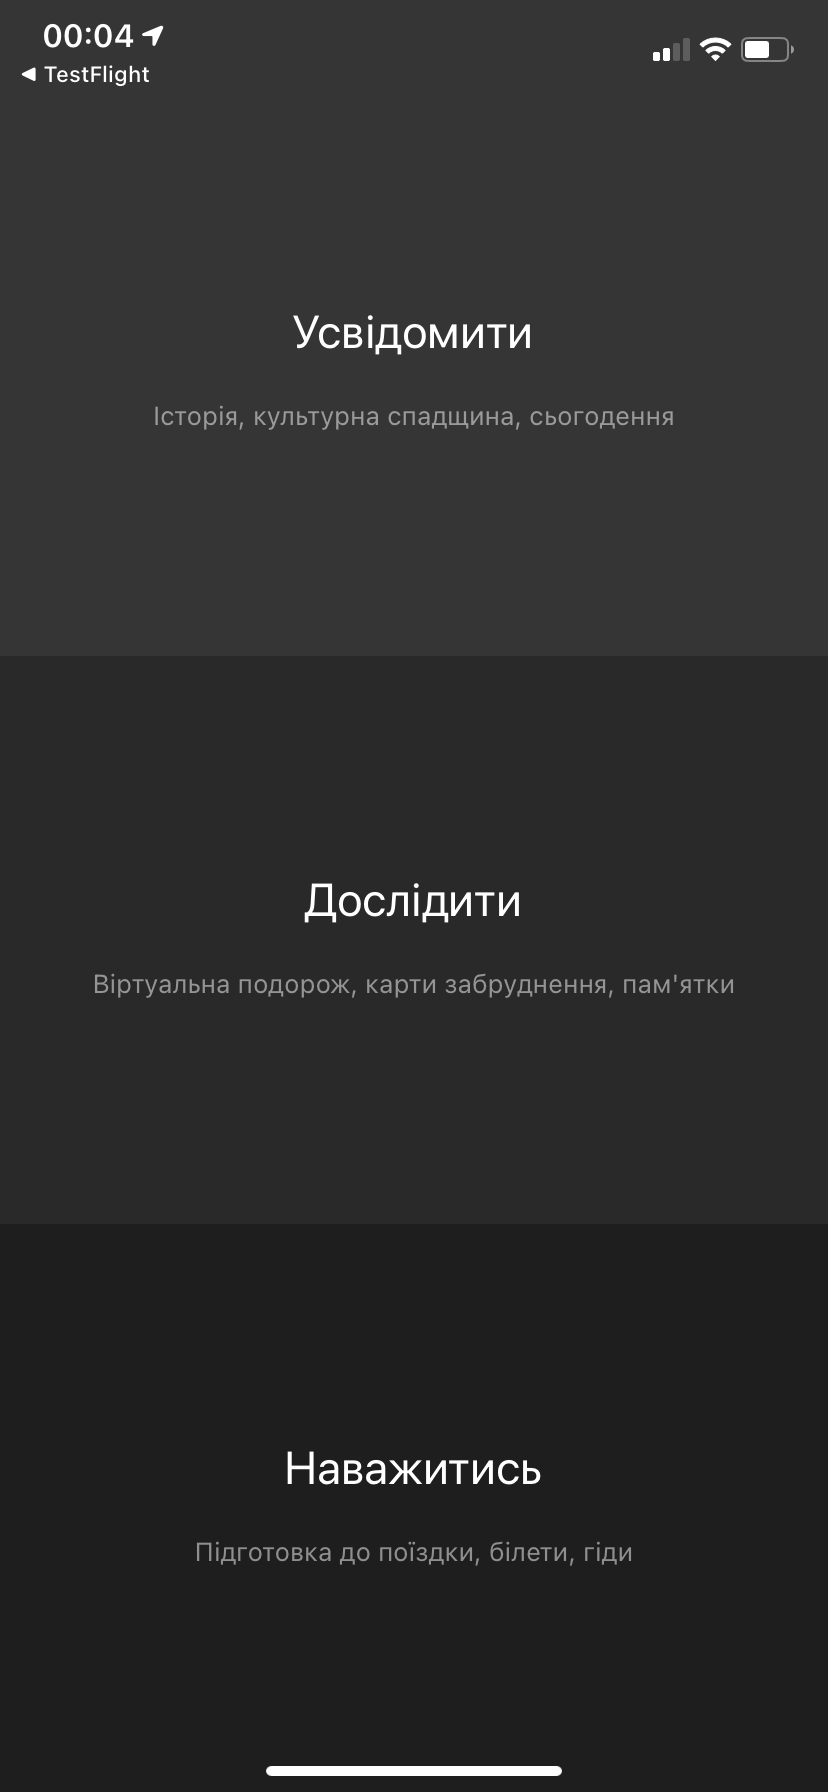 00:04
TestFlight
Усвідомити
Історія, культурна спадщина, сьогодення
Дослідити
Віртуальна подорож, карти забруднення, пам'ятки
Наважитись
Підготовка до поїздки, білети, гіди